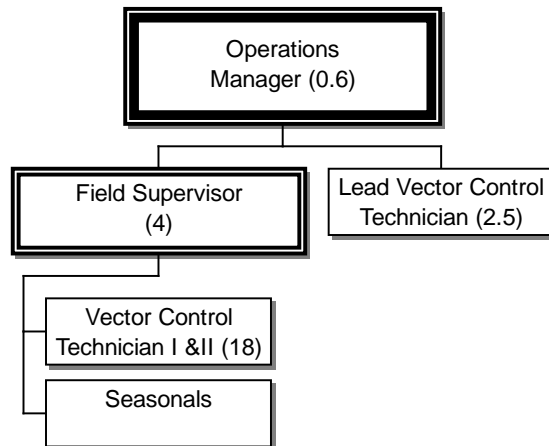 Operations
Manager (0.6)
Field Supervisor
(4)
Lead Vector Control
Technician (2.5)
Vector Control
Technician I &II (18)
Seasonals